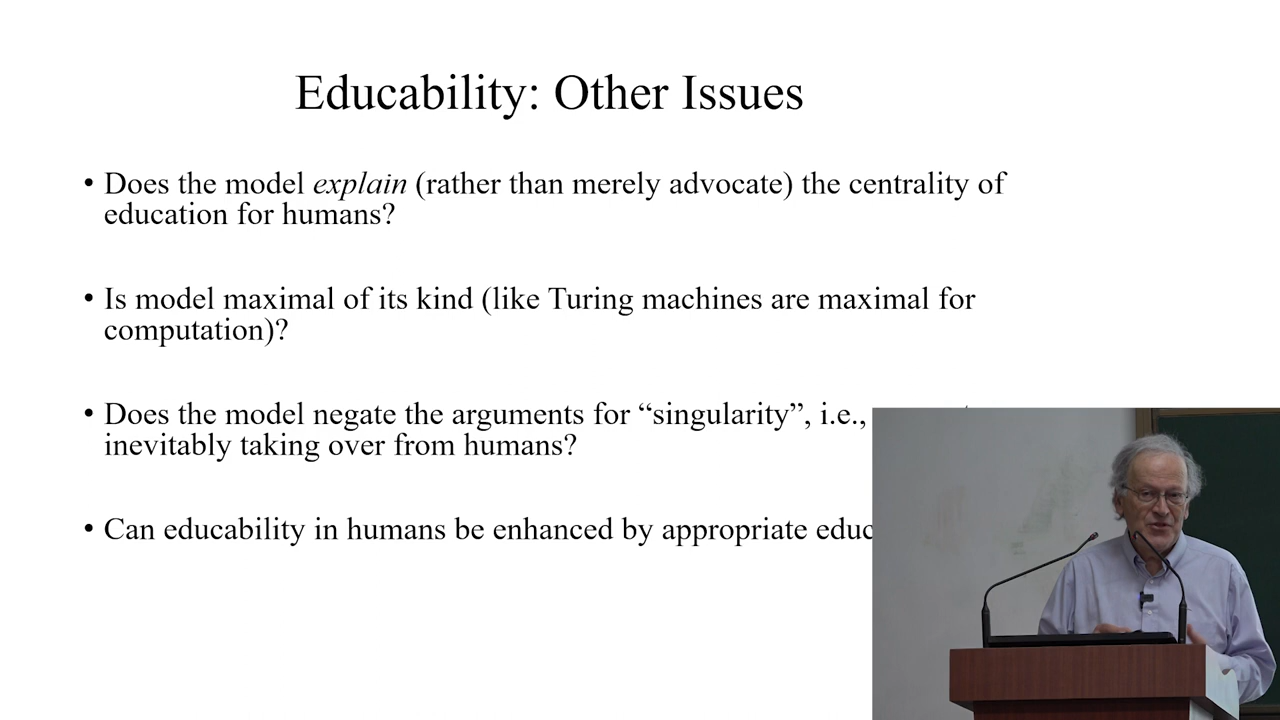 Educability: Other Issues
• Does the model explain (rather than merely advocate) the centrality of
education for humans?
• Is model maximal of its kind (like Turing machines are maximal for
computation)?
• Does the model negate the arguments for “singularity”, i.e.,
inevitably taking over from humans?
• Can educability in humans be enhanced by appropriate educ